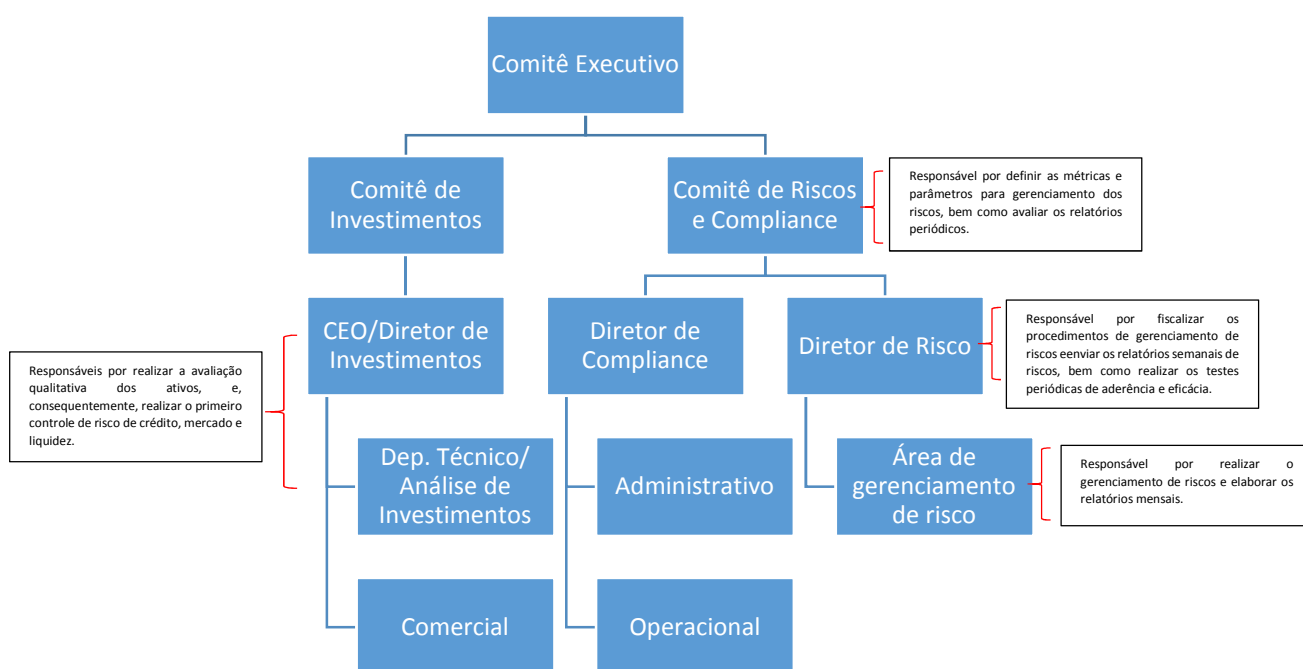 Comitê Executivo
Comitê de
Investimentos
Comitê de Riscos
e Compliance
Responsável por definir as métricas e
parâmetros para gerenciamento dos
riscos, bem como avaliar os relatórios
periódicos.
CEO/Diretor de
Investimentos
Diretor de
Compliance
Diretor de Risco
Responsável por fiscalizar os
procedimentos de gerenciamento de
riscos eenviar os relatórios semanais de
riscos, bem como realizar os testes
periódicas de aderência e eficácia.
Responsáveis por realizar a avaliação
qualitativa dos ativos, e,
consequentemente, realizar o primeiro
controle de risco de crédito, mercado e
liquidez.
Dep. Técnico/
Análise de
Investimentos
Administrativo
Área de
gerenciamento
de risco
Responsável por realizar o
gerenciamento de riscos e elaborar os
relatórios mensais.
Comercial
Operacional